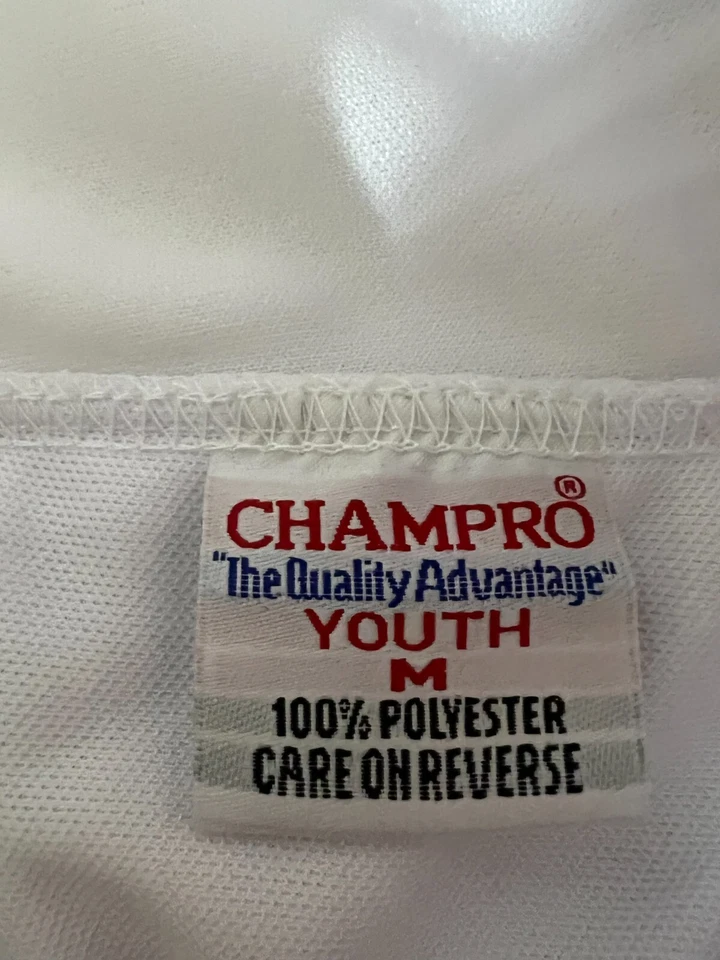 CHAMPRO®
"The Quality Advantage"
YOUTH
M
100% POLYESTER
CARE ON REVERSE